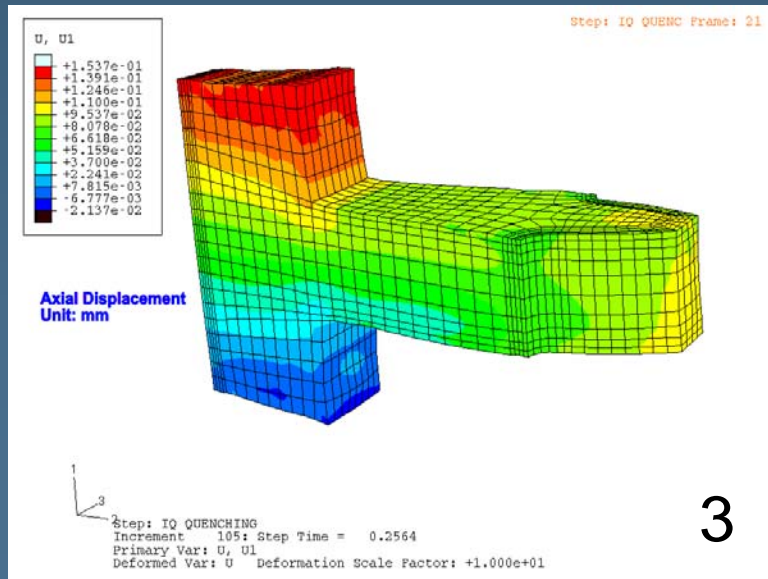 Step: IQ QUENC Frame: 21
U, U1
+1.537e-01
+1.391e-01
+1.246e-01
+1.100e-01
+9.537e-02
+8.078e-02
+6.618e-02
+5.159e-02
+3.700e-02
+2.241e-02
+7.815e-03
-6.777e-03
-2.137e-02
Axial Displacement
Unit: mm
1
3
2
Step: IQ QUENCHING
Increment 105: Step Time = 0.2564
Primary Var: U, U1
Deformed Var: U Deformation Scale Factor: +1.000e+01
3